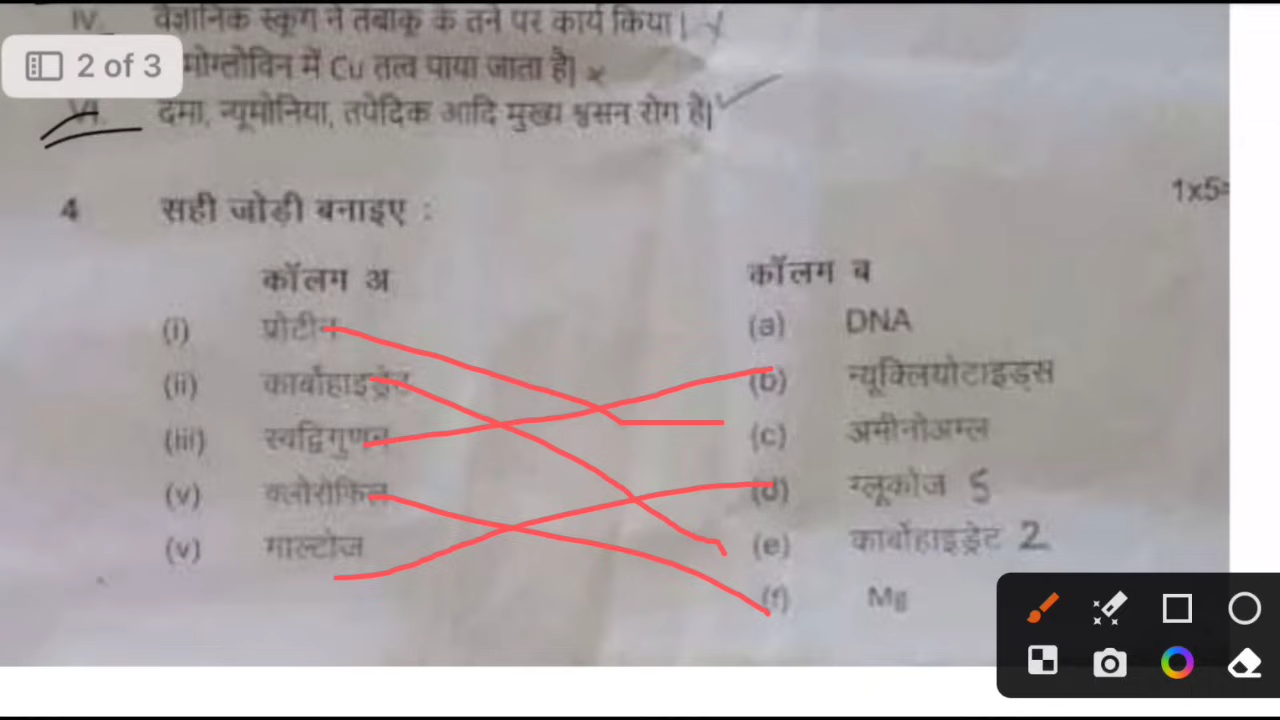 IV. वैज्ञानिक स्कूग ने तंबाकू के तने पर कार्य किया।
2 of 3
मोग्लोविन में Cu तत्व पाया जाता है।
VI. दमा, न्यूमोनिया, तपेदिक आदि मुख्य श्वसन रोग है।
4 सही जोड़ी बनाइए : 1x5=
कॉलम अ कॉलम ब
(i) प्रोटीन (a) DNA
(ii) कार्बोहाइड्रेट (b) न्यूक्लियोटाइड्स
(iii) स्वद्विगुणन (c) अमीनोअम्ल
(v) क्लोरोफिल (d) ग्लूकोज 5
(v) माल्टोज (e) कार्बोहाइड्रेट 2
(f) Mg